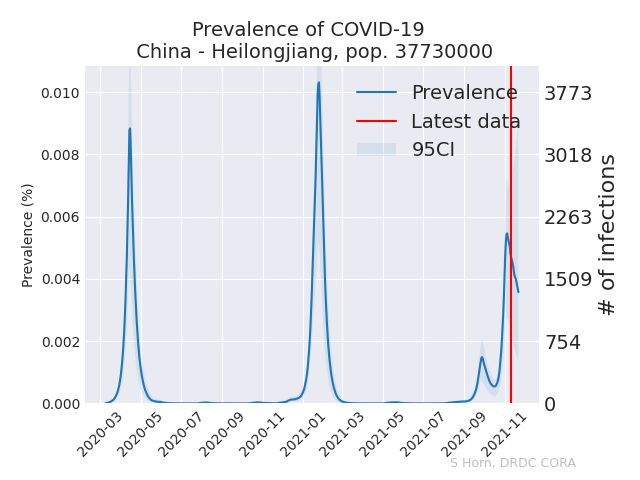 Prevalence of COVID-19
China - Heilongjiang, pop. 37730000
Prevalence
Latest data
95CI
0.010
0.008
0.006
0.004
0.002
0.000
Prevalence (%)
3773
3018
2263
1509
754
0
# of infections
2020-03
2020-05
2020-07
2020-09
2020-11
2021-01
2021-03
2021-05
2021-07
2021-09
2021-11
S Horn, DRDC CORA